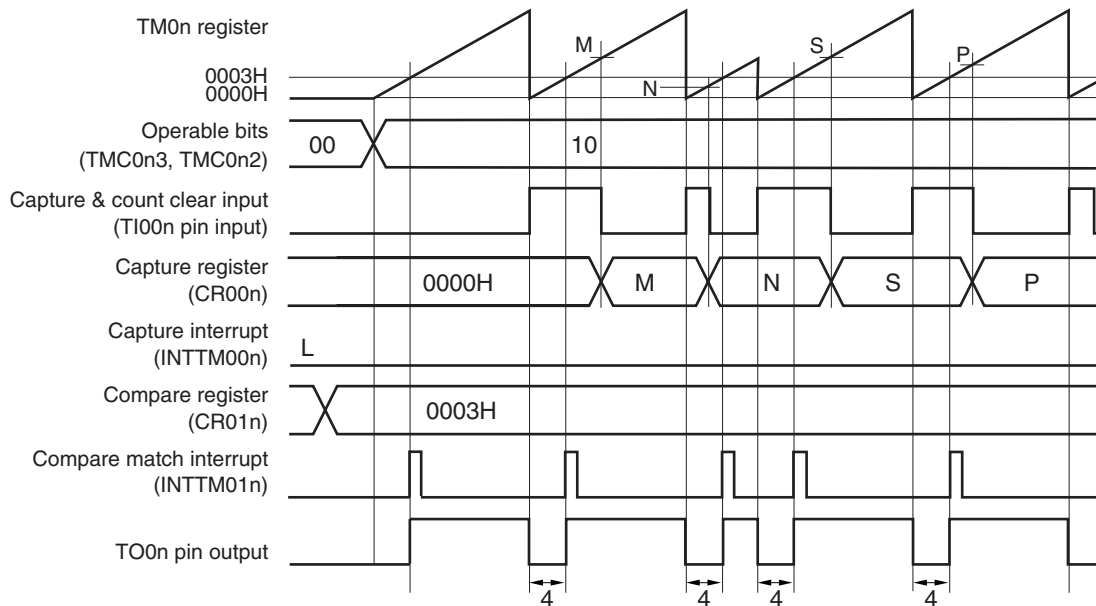 TM0n register
M
S
P
N
0003H
0000H
Operable bits
(TMC0n3, TMC0n2)
00
10
Capture & count clear input
(TI00n pin input)
Capture register
(CR00n)
0000H
M
N
S
P
Capture interrupt
(INTTM00n)
L
Compare register
(CR01n)
0003H
Compare match interrupt
(INTTM01n)
TO0n pin output
4
4
4
4